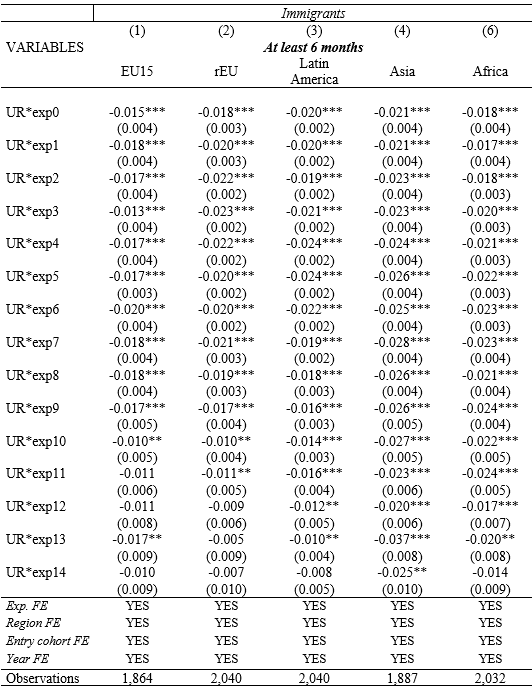 Immigrants
(1) (2) (3) (4) (6)
VARIABLES At least 6 months
EU15 rEU Latin America Asia Africa
UR*exp0 -0.015*** -0.018*** -0.020*** -0.021*** -0.018***
(0.004) (0.003) (0.002) (0.004) (0.004)
UR*exp1 -0.018*** -0.020*** -0.020*** -0.021*** -0.017***
(0.004) (0.003) (0.002) (0.004) (0.004)
UR*exp2 -0.017*** -0.022*** -0.019*** -0.023*** -0.018***
(0.004) (0.002) (0.002) (0.004) (0.003)
UR*exp3 -0.013*** -0.023*** -0.021*** -0.023*** -0.020***
(0.004) (0.002) (0.002) (0.004) (0.003)
UR*exp4 -0.017*** -0.022*** -0.024*** -0.024*** -0.021***
(0.004) (0.002) (0.002) (0.004) (0.003)
UR*exp5 -0.017*** -0.020*** -0.024*** -0.026*** -0.022***
(0.003) (0.002) (0.002) (0.004) (0.003)
UR*exp6 -0.020*** -0.020*** -0.022*** -0.025*** -0.023***
(0.004) (0.002) (0.002) (0.004) (0.003)
UR*exp7 -0.018*** -0.021*** -0.019*** -0.028*** -0.023***
(0.004) (0.003) (0.002) (0.004) (0.004)
UR*exp8 -0.018*** -0.019*** -0.018*** -0.026*** -0.021***
(0.004) (0.003) (0.003) (0.004) (0.004)
UR*exp9 -0.017*** -0.017*** -0.016*** -0.026*** -0.024***
(0.005) (0.004) (0.003) (0.005) (0.004)
UR*exp10 -0.010** -0.010** -0.014*** -0.027*** -0.022***
(0.005) (0.004) (0.003) (0.005) (0.005)
UR*exp11 -0.011 -0.011** -0.016*** -0.023*** -0.024***
(0.006) (0.005) (0.004) (0.006) (0.005)
UR*exp12 -0.011 -0.009 -0.012** -0.020*** -0.017***
(0.008) (0.006) (0.005) (0.006) (0.007)
UR*exp13 -0.017** -0.005 -0.010** -0.037*** -0.020**
(0.009) (0.009) (0.004) (0.008) (0.008)
UR*exp14 -0.010 -0.007 -0.008 -0.025** -0.014
(0.009) (0.010) (0.005) (0.010) (0.009)
Exp. FE YES YES YES YES YES
Region FE YES YES YES YES YES
Entry cohort FE YES YES YES YES YES
Year FE YES YES YES YES YES
Observations 1,864 2,040 2,040 1,887 2,032